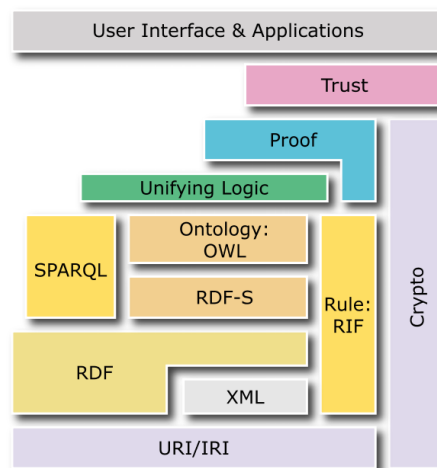 User Interface & Applications
Trust
Proof
Unifying Logic
Ontology:
OWL
SPARQL
RDF-S
Rule:
RIF
Crypto
RDF
XML
URI/IRI